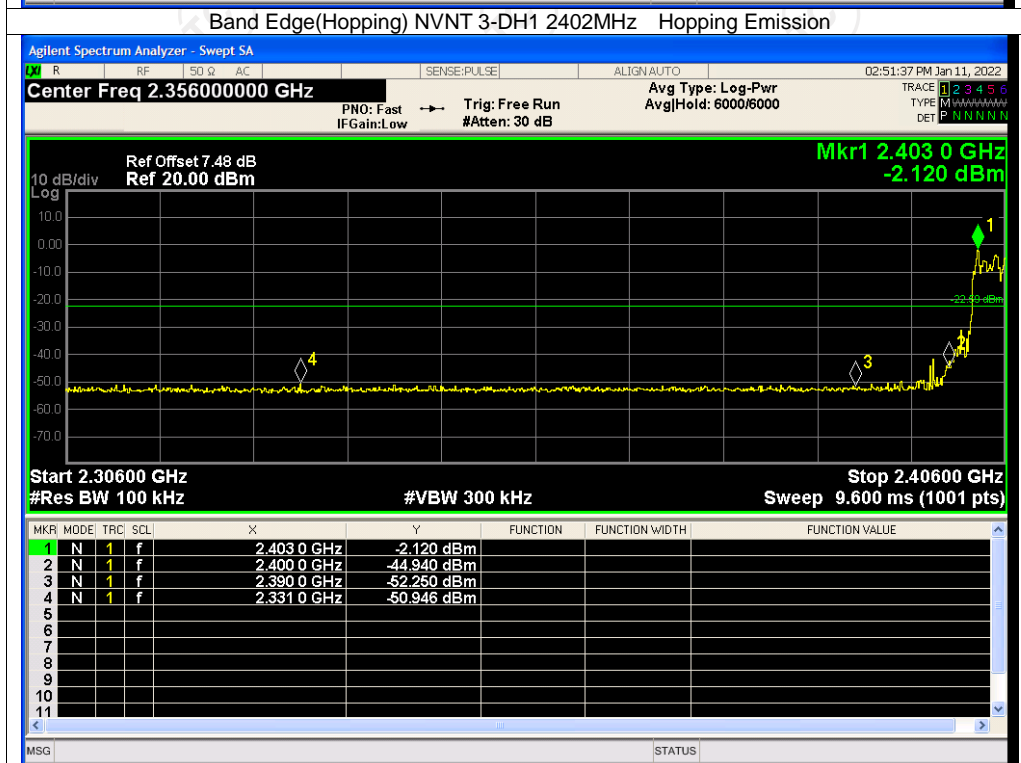 Band Edge(Hopping) NVNT 3-DH1 2402MHz Hopping Emission
Agilent Spectrum Analyzer - Swept SA
LXI R RF 50 Ω AC SENSE:PULSE ALIGN AUTO 02:51:37 PM Jan 11, 2022
Center Freq 2.356000000 GHz
PNO: Fast
IFGain:Low
Trig: Free Run
#Atten: 30 dB
Avg Type: Log-Pwr
Avg|Hold: 6000/6000
TRACE 1 2 3 4 5 6
TYPE M
DET P N N N N N
Mkr1 2.403 0 GHz
-2.120 dBm
Ref Offset 7.48 dB
10 dB/div Ref 20.00 dBm
Log
10.0
0.00
-10.0
-20.0
-30.0
-40.0
-50.0
-60.0
-70.0
1
-22.59 dBm
2
3
4
Start 2.30600 GHz Stop 2.40600 GHz
#Res BW 100 kHz #VBW 300 kHz Sweep 9.600 ms (1001 pts)
MKR MODE TRC SCL X Y FUNCTION FUNCTION WIDTH FUNCTION VALUE
1 N 1 f 2.403 0 GHz -2.120 dBm
2 N 1 f 2.400 0 GHz -44.940 dBm
3 N 1 f 2.390 0 GHz -52.250 dBm
4 N 1 f 2.331 0 GHz -50.946 dBm
5
6
7
8
9
10
11
MSG STATUS